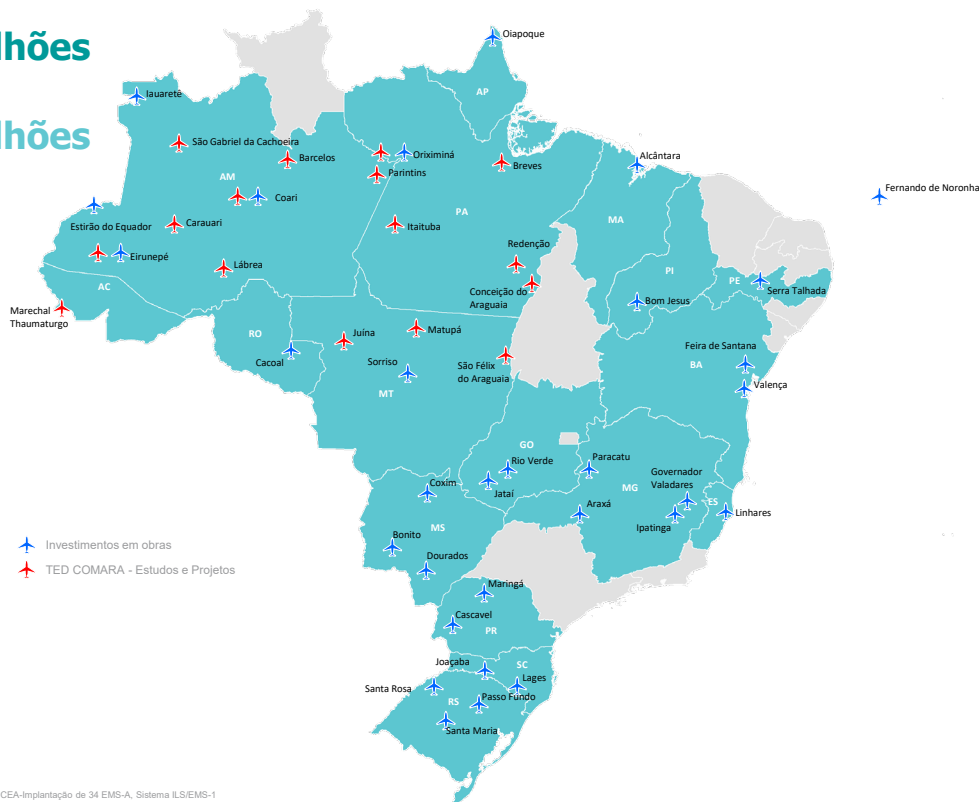 lhões
lhões
Oiapoque
Iauaretê
AP
São Gabriel da Cachoeira
Barcelos
Oriximiná
Breves
Alcântara
Parintins
AM
Fernando de Noronha
Coari
PA
MA
Estirão do Equador
Carauari
Itaituba
Redenção
Eirunepé
Lábrea
PI
AC
Conceição do
Araguaia
PE
Serra Talhada
Bom Jesus
Marechal
Thaumaturgo
RO
Juína
Matupá
Feira de Santana
Cacoal
Sorriso
São Félix
do Araguaia
BA
Valença
MT
GO
Rio Verde
Paracatu
Governador
Valadares
Coxim
Jataí
MG
ES
Araxá
Ipatinga
Linhares
MS
Bonito
Investimentos em obras
Dourados
TED COMARA - Estudos e Projetos
Maringá
Cascavel
PR
Joaçaba
SC
Santa Rosa
Lages
RS
Passo Fundo
Santa Maria
CEA-Implantação de 34 EMS-A, Sistema ILS/EMS-1